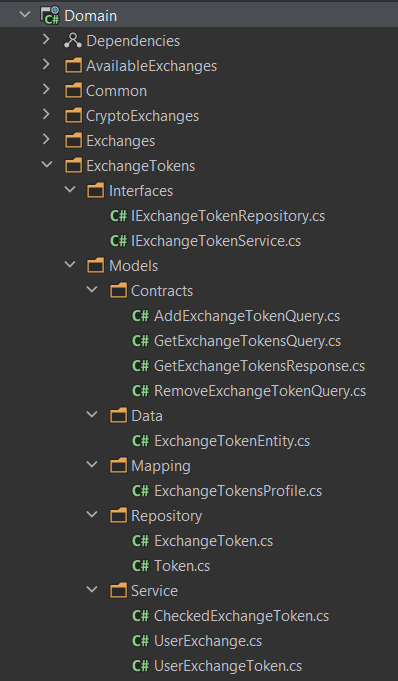 C# Domain
Dependencies
AvailableExchanges
Common
CryptoExchanges
Exchanges
ExchangeTokens
Interfaces
C# IExchangeTokenRepository.cs
C# IExchangeTokenService.cs
Models
Contracts
C# AddExchangeTokenQuery.cs
C# GetExchangeTokensQuery.cs
C# GetExchangeTokensResponse.cs
C# RemoveExchangeTokenQuery.cs
Data
C# ExchangeTokenEntity.cs
Mapping
C# ExchangeTokensProfile.cs
Repository
C# ExchangeToken.cs
C# Token.cs
Service
C# CheckedExchangeToken.cs
C# UserExchange.cs
C# UserExchangeToken.cs